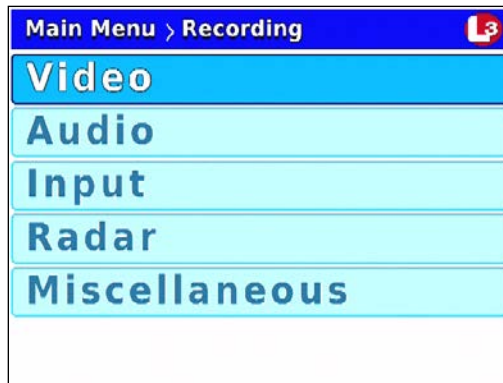 Main Menu > Recording
L3
Video
Audio
Input
Radar
Miscellaneous